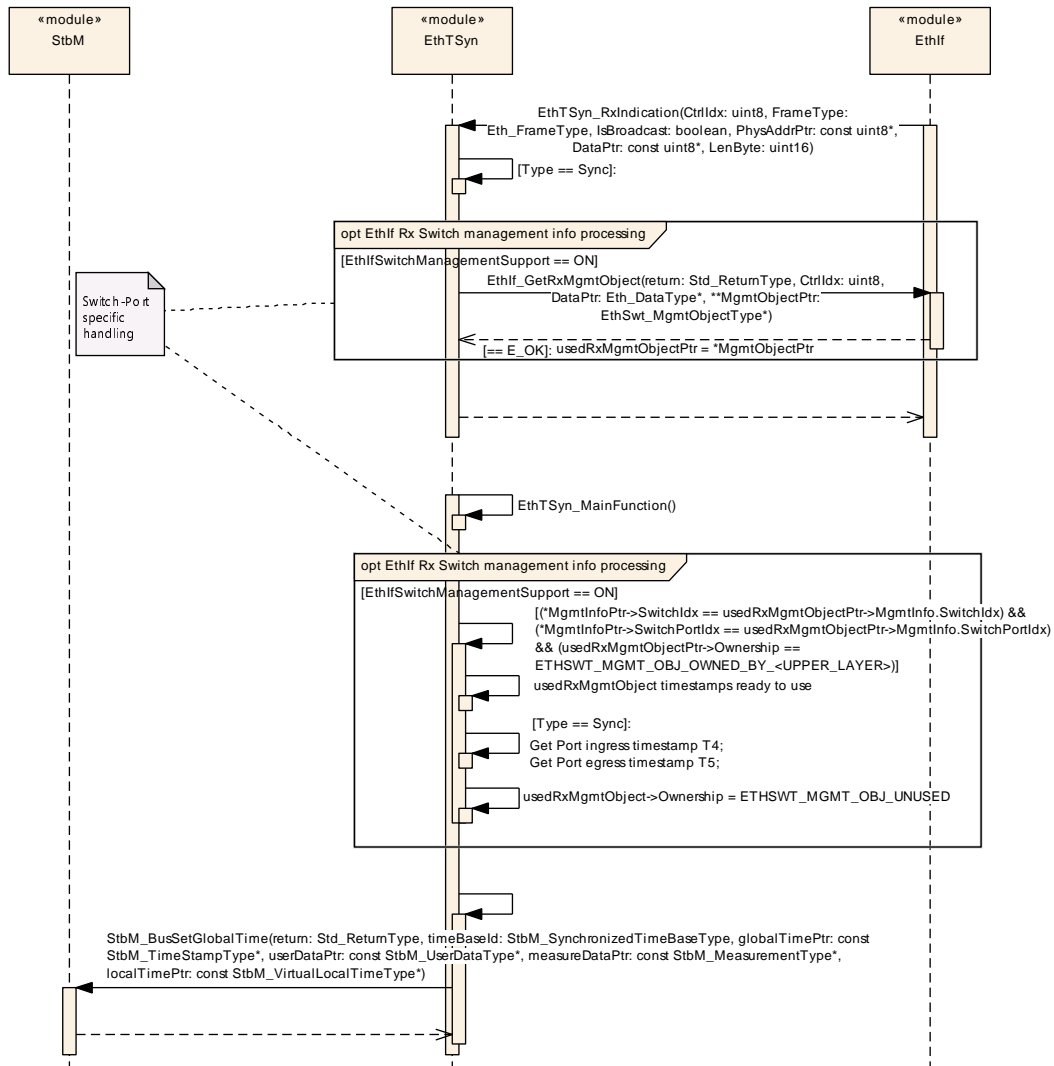 «module»
StbM
«module»
EthTSyn
«module»
EthIf
EthTSyn_RxIndication(CtrlIdx: uint8, FrameType:
Eth_FrameType, IsBroadcast: boolean, PhysAddrPtr: const uint8*,
DataPtr: const uint8*, LenByte: uint16)
[Type == Sync]:
opt EthIf Rx Switch management info processing
[EthIfSwitchManagementSupport == ON]
EthIf_GetRxMgmtObject(return: Std_ReturnType, CtrlIdx: uint8,
DataPtr: Eth_DataType*, **MgmtObjectPtr:
EthSwt_MgmtObjectType*)
Switch-Port
specific
handling
[== E_OK]: usedRxMgmtObjectPtr = *MgmtObjectPtr
EthTSyn_MainFunction()
opt EthIf Rx Switch management info processing
[EthIfSwitchManagementSupport == ON]
[(*MgmtInfoPtr->SwitchIdx == usedRxMgmtObjectPtr->MgmtInfo.SwitchIdx) &&
(*MgmtInfoPtr->SwitchPortIdx == usedRxMgmtObjectPtr->MgmtInfo.SwitchPortIdx)
&& (usedRxMgmtObjectPtr->Ownership ==
ETHSWT_MGMT_OBJ_OWNED_BY_<UPPER_LAYER>)]
usedRxMgmtObject timestamps ready to use
[Type == Sync]:
Get Port ingress timestamp T4;
Get Port egress timestamp T5;
usedRxMgmtObject->Ownership = ETHSWT_MGMT_OBJ_UNUSED
StbM_BusSetGlobalTime(return: Std_ReturnType, timeBaseId: StbM_SynchronizedTimeBaseType, globalTimePtr: const
StbM_TimeStampType*, userDataPtr: const StbM_UserDataType*, measureDataPtr: const StbM_MeasurementType*,
localTimePtr: const StbM_VirtualLocalTimeType*)